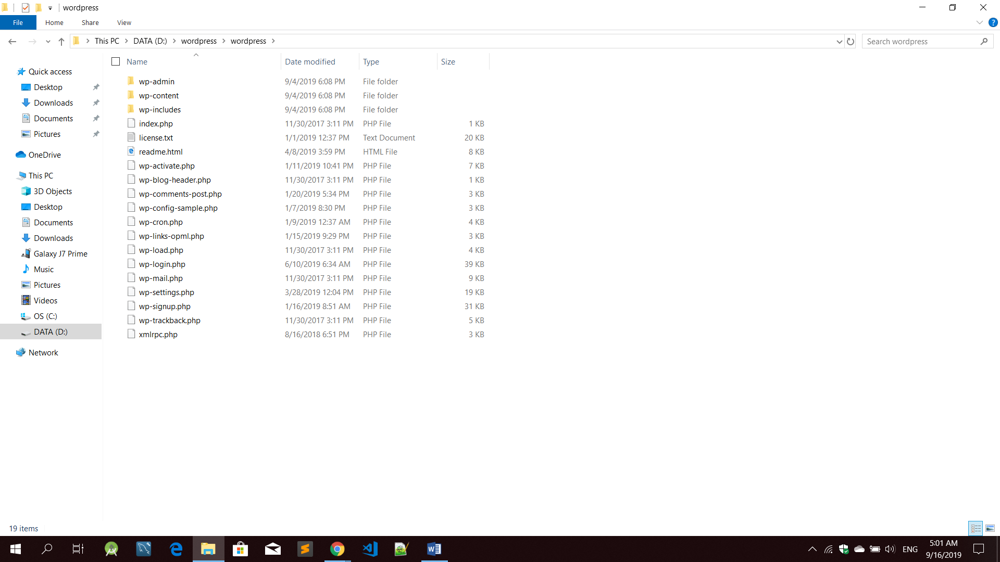 wordpress
File Home Share View
This PC DATA (D:) wordpress wordpress
Search wordpress
Name Date modified Type Size
Quick access
Desktop
Downloads
Documents
Pictures
OneDrive
This PC
3D Objects
Desktop
Documents
Downloads
Galaxy J7 Prime
Music
Pictures
Videos
OS (C:)
DATA (D:)
Network
wp-admin 9/4/2019 6:08 PM File folder
wp-content 9/4/2019 6:08 PM File folder
wp-includes 9/4/2019 6:08 PM File folder
index.php 11/30/2017 3:11 PM PHP File 1 KB
license.txt 1/1/2019 12:37 PM Text Document 20 KB
readme.html 4/8/2019 3:59 PM HTML File 8 KB
wp-activate.php 1/11/2019 10:41 PM PHP File 7 KB
wp-blog-header.php 11/30/2017 3:11 PM PHP File 1 KB
wp-comments-post.php 1/20/2019 5:34 PM PHP File 3 KB
wp-config-sample.php 1/7/2019 8:30 PM PHP File 3 KB
wp-cron.php 1/9/2019 12:37 AM PHP File 4 KB
wp-links-opml.php 1/15/2019 9:29 PM PHP File 3 KB
wp-load.php 11/30/2017 3:11 PM PHP File 4 KB
wp-login.php 6/10/2019 6:34 AM PHP File 39 KB
wp-mail.php 11/30/2017 3:11 PM PHP File 9 KB
wp-settings.php 3/28/2019 12:04 PM PHP File 19 KB
wp-signup.php 1/16/2019 8:51 AM PHP File 31 KB
wp-trackback.php 11/30/2017 3:11 PM PHP File 5 KB
xmlrpc.php 8/16/2018 6:51 PM PHP File 3 KB
19 items
ENG
5:01 AM
9/16/2019